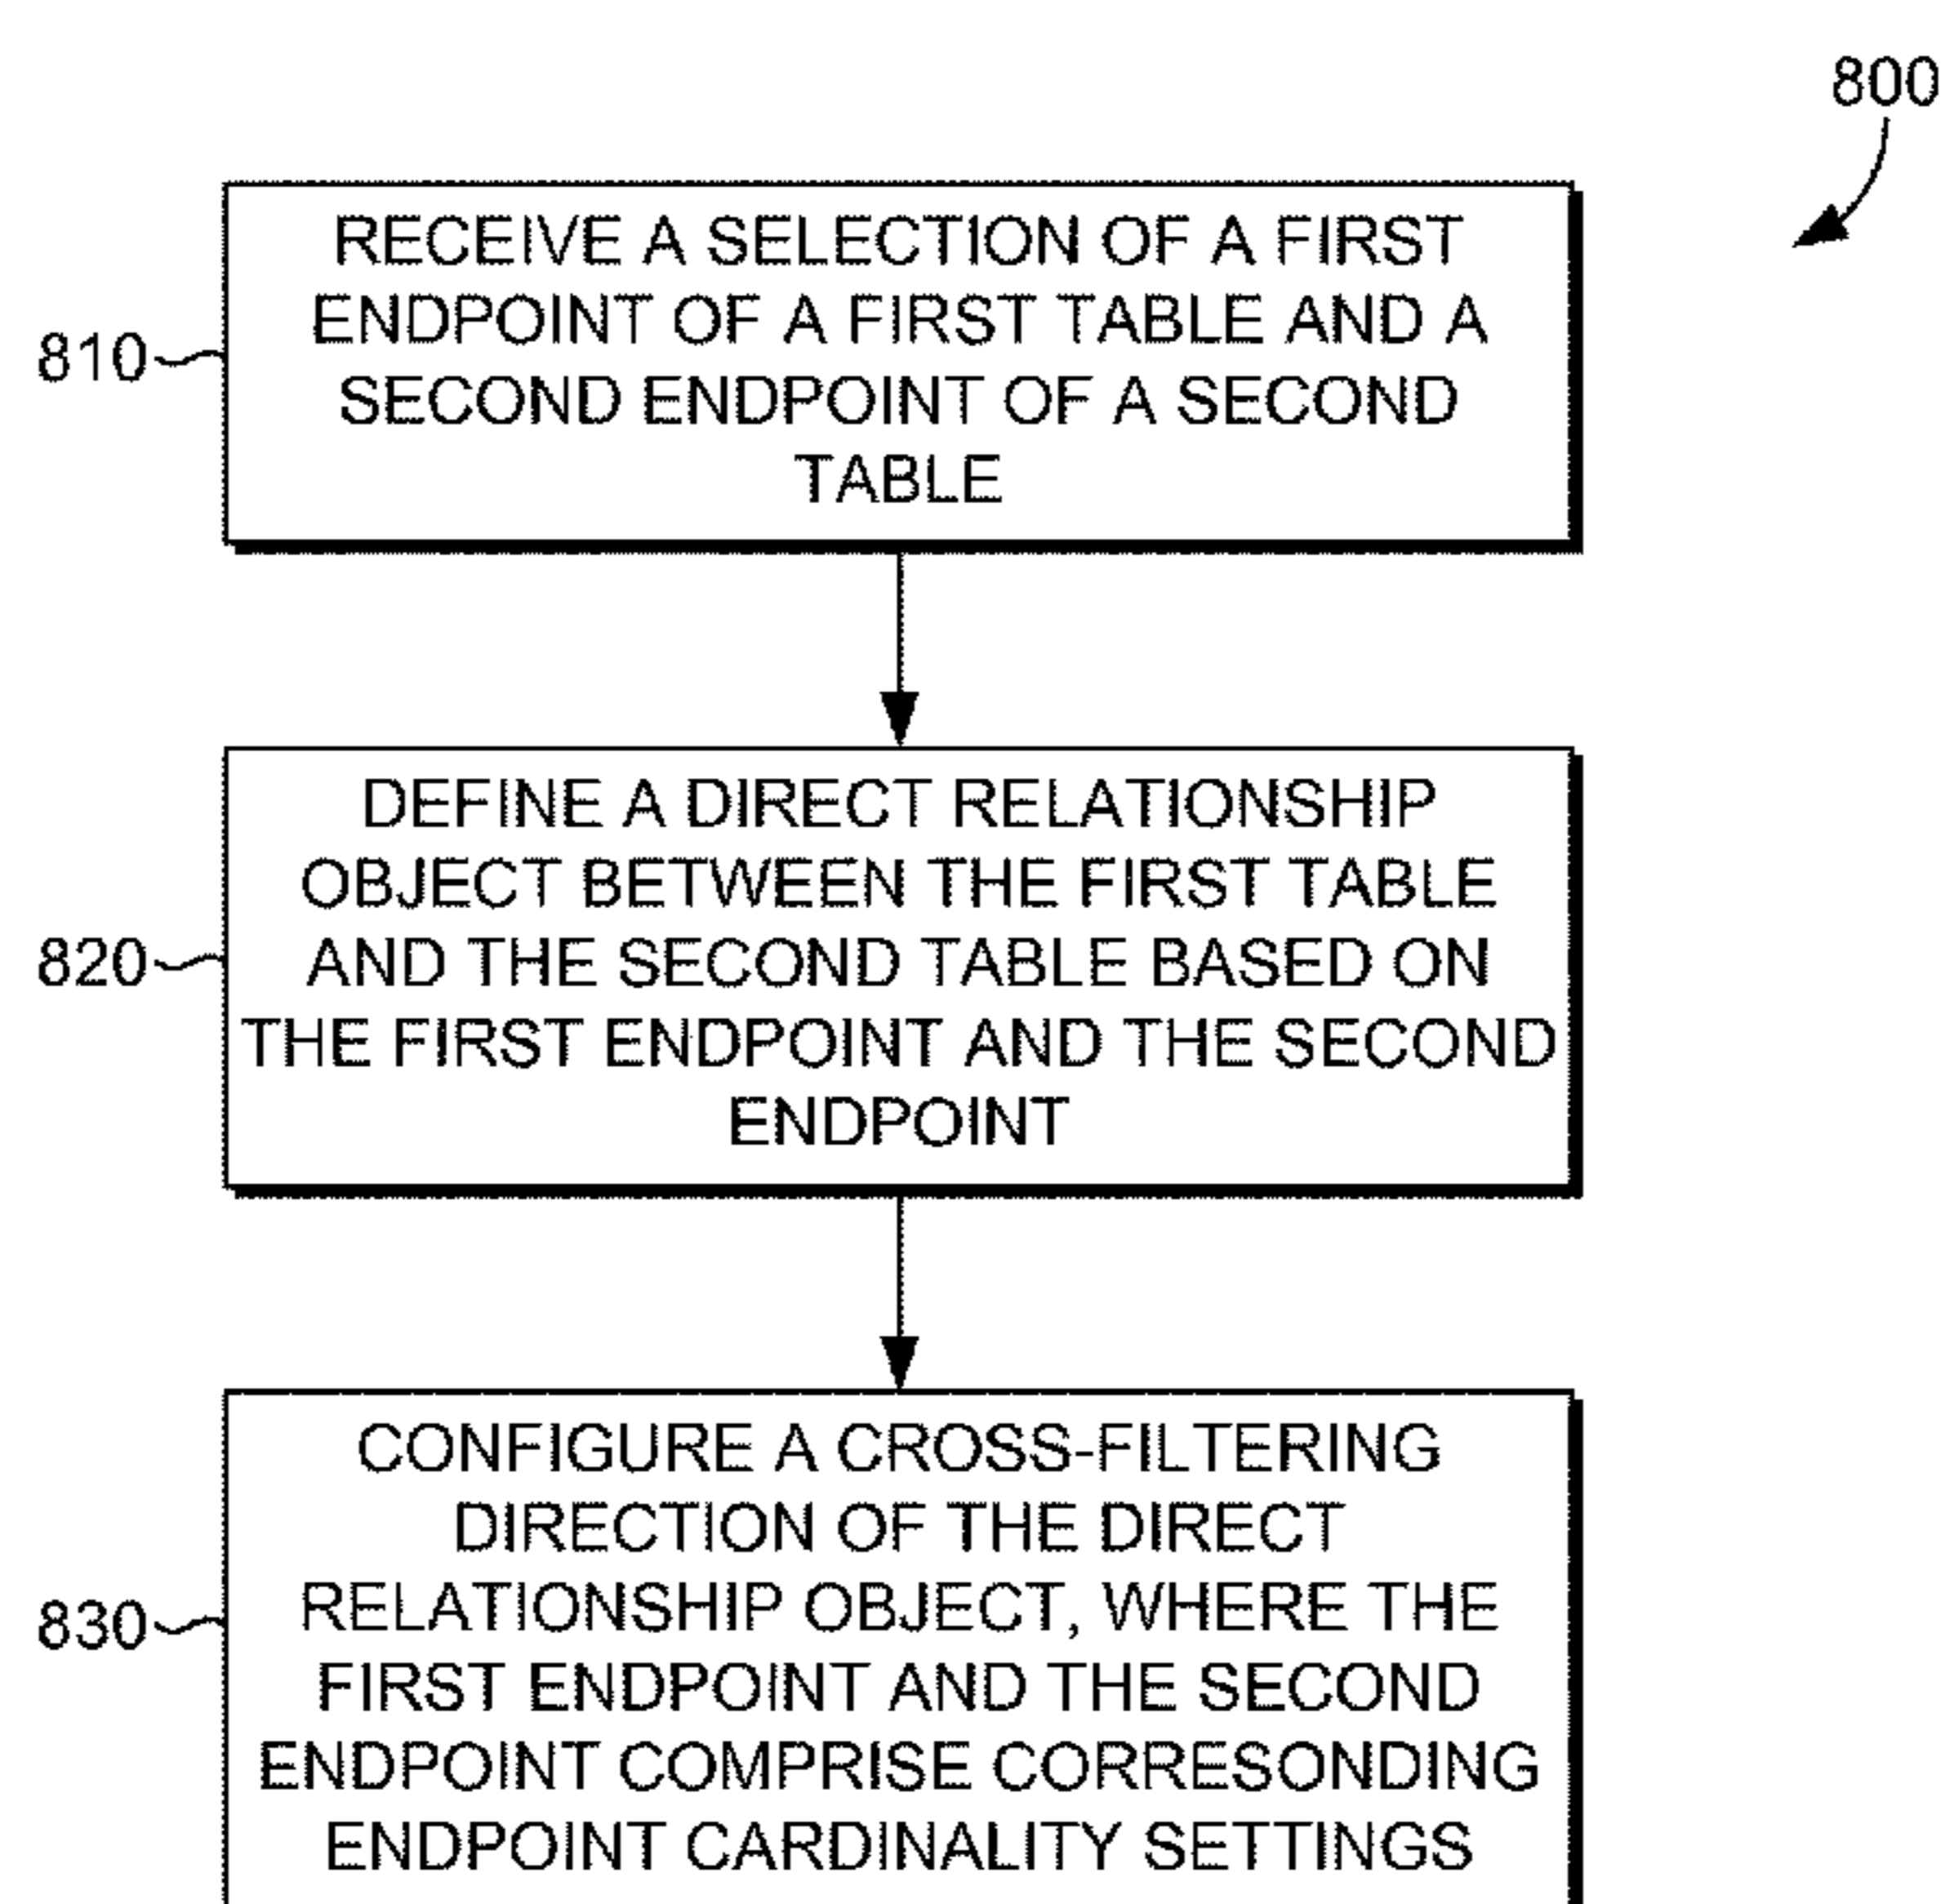 800
RECEIVE A SELECTION OF A FIRST
ENDPOINT OF A FIRST TABLE AND A
SECOND ENDPOINT OF A SECOND
TABLE
810
DEFINE A DIRECT RELATIONSHIP
OBJECT BETWEEN THE FIRST TABLE
AND THE SECOND TABLE BASED ON
THE FIRST ENDPOINT AND THE SECOND
ENDPOINT
820
CONFIGURE A CROSS-FILTERING
DIRECTION OF THE DIRECT
RELATIONSHIP OBJECT, WHERE THE
FIRST ENDPOINT AND THE SECOND
ENDPOINT COMPRISE CORRESONDING
ENDPOINT CARDINALITY SETTINGS
830